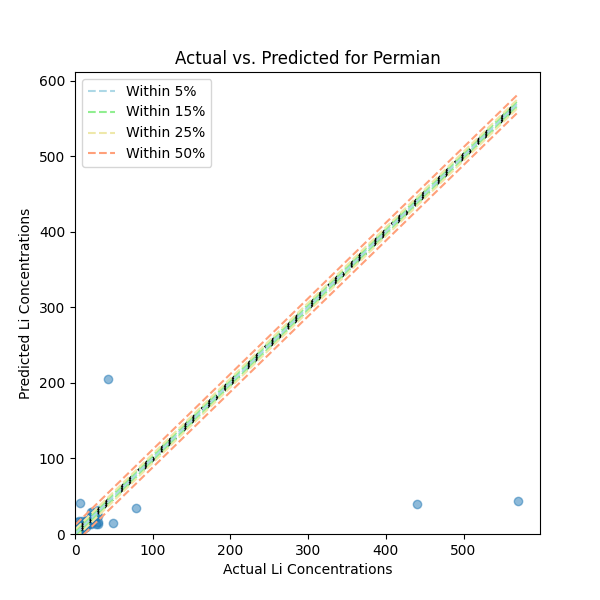 Actual vs. Predicted for Permian
Within 5%
Within 15%
Within 25%
Within 50%
Predicted Li Concentrations
600
500
400
300
200
100
0
0 100 200 300 400 500
Actual Li Concentrations